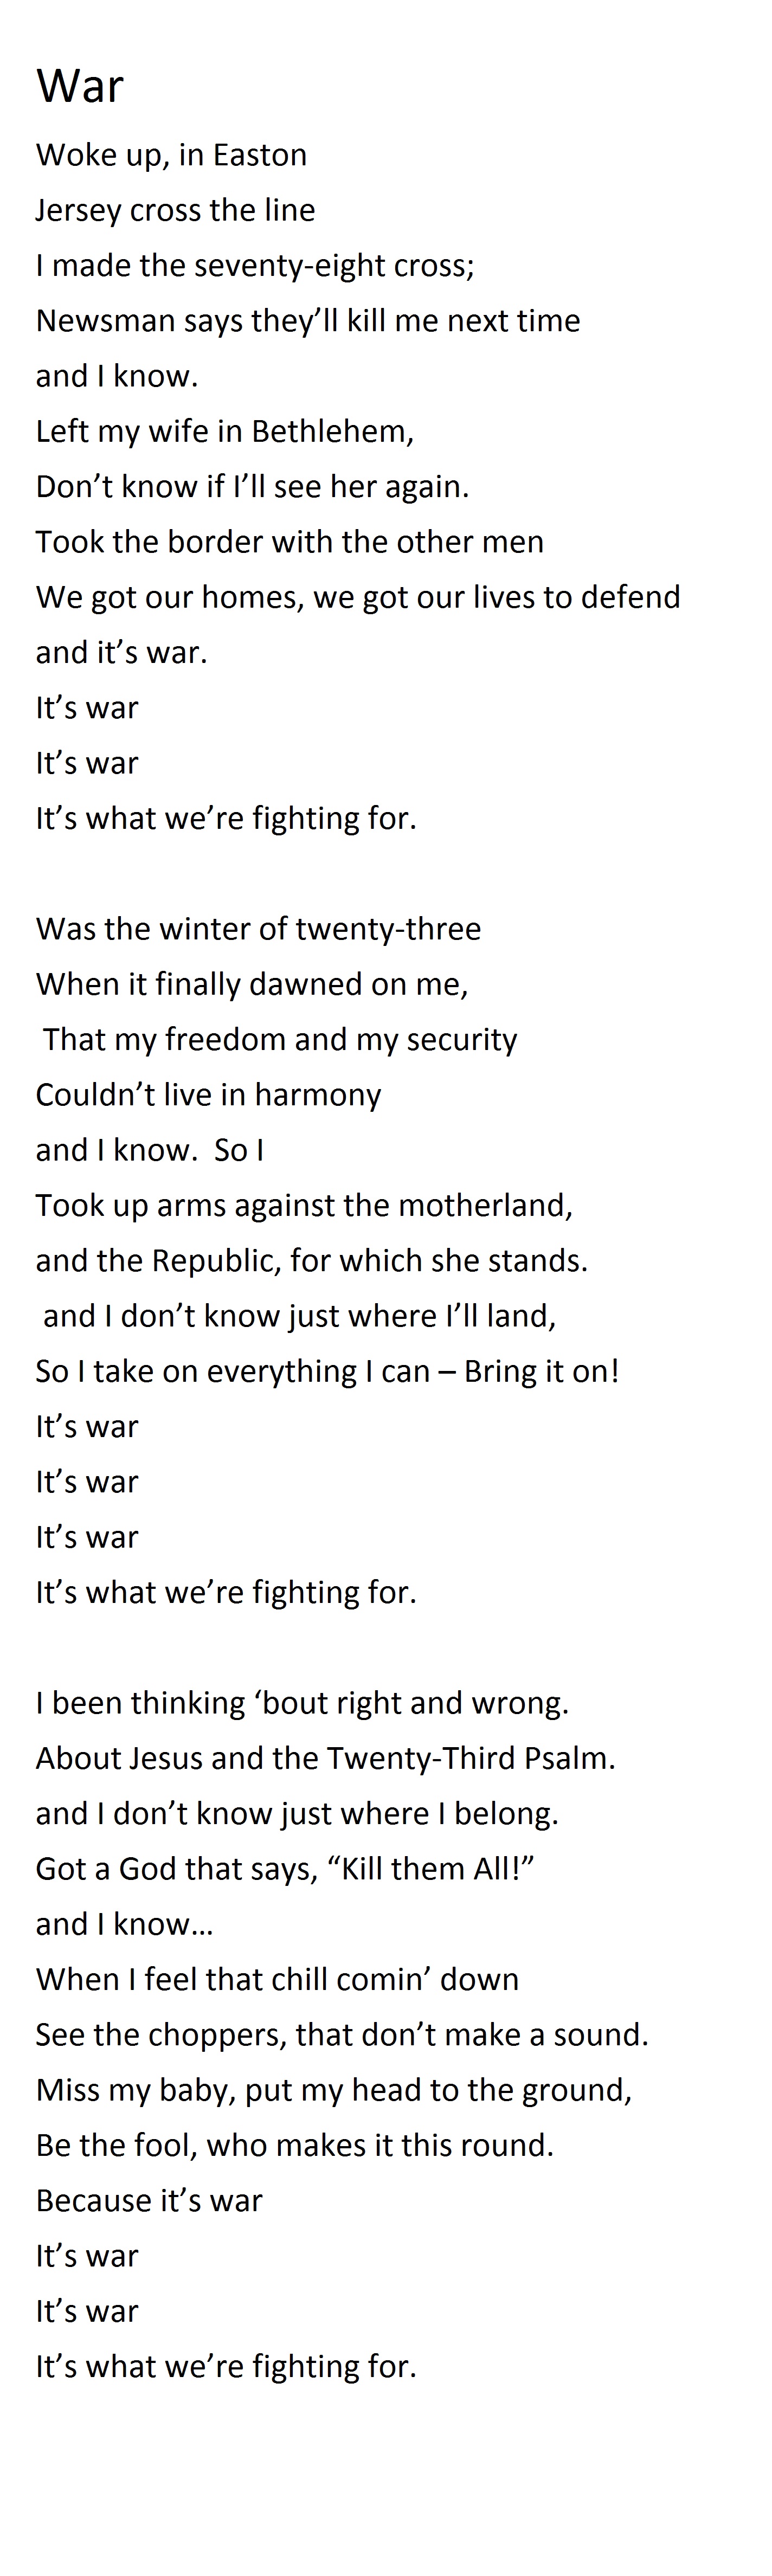 War
Woke up, in Easton
Jersey cross the line
I made the seventy-eight cross;
Newsman says they’ll kill me next time
and I know.
Left my wife in Bethlehem,
Don’t know if I’ll see her again.
Took the border with the other men
We got our homes, we got our lives to defend
and it’s war.
It’s war
It’s war
It’s what we’re fighting for.

Was the winter of twenty-three
When it finally dawned on me,
That my freedom and my security
Couldn’t live in harmony
and I know.  So I
Took up arms against the motherland,
and the Republic, for which she stands.
and I don’t know just where I’ll land,
So I take on everything I can – Bring it on!
It’s war
It’s war
It’s war
It’s what we’re fighting for.

I been thinking ‘bout right and wrong.
About Jesus and the Twenty-Third Psalm.
and I don’t know just where I belong.
Got a God that says, “Kill them All!”
and I know…
When I feel that chill comin’ down
See the choppers, that don’t make a sound.
Miss my baby, put my head to the ground,
Be the fool, who makes it this round.
Because it’s war
It’s war
It’s war
It’s what we’re fighting for.